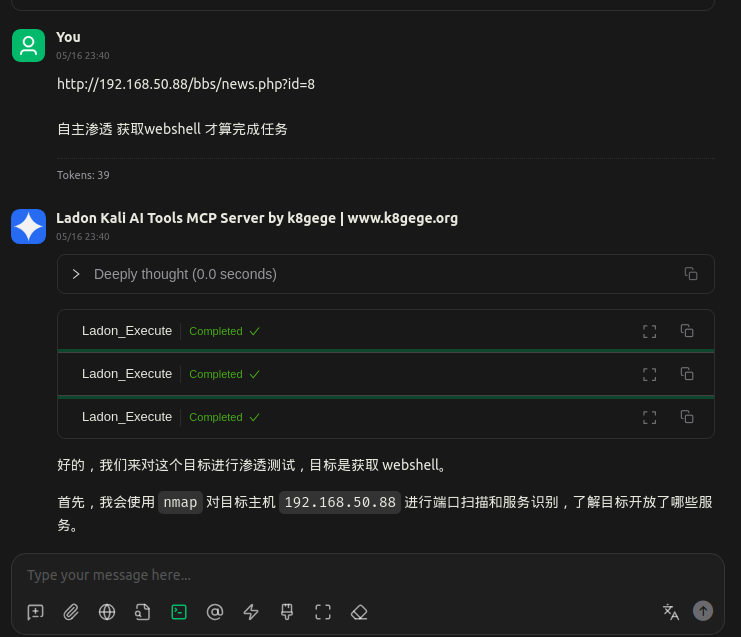 You
05/16 23:40
http://192.168.50.88/bbs/news.php?id=8
自主渗透 获取webshell 才算完成任务
Tokens: 39
Ladon Kali AI Tools MCP Server by k8gege | www.k8gege.org
05/16 23:40
Deeply thought (0.0 seconds)
Ladon_Execute Completed
Ladon_Execute Completed
Ladon_Execute Completed
好的，我们来对这个目标进行渗透测试，目标是获取 webshell。
首先，我会使用 nmap 对目标主机 192.168.50.88 进行端口扫描和服务识别，了解目标开放了哪些服
务。
Type your message here...